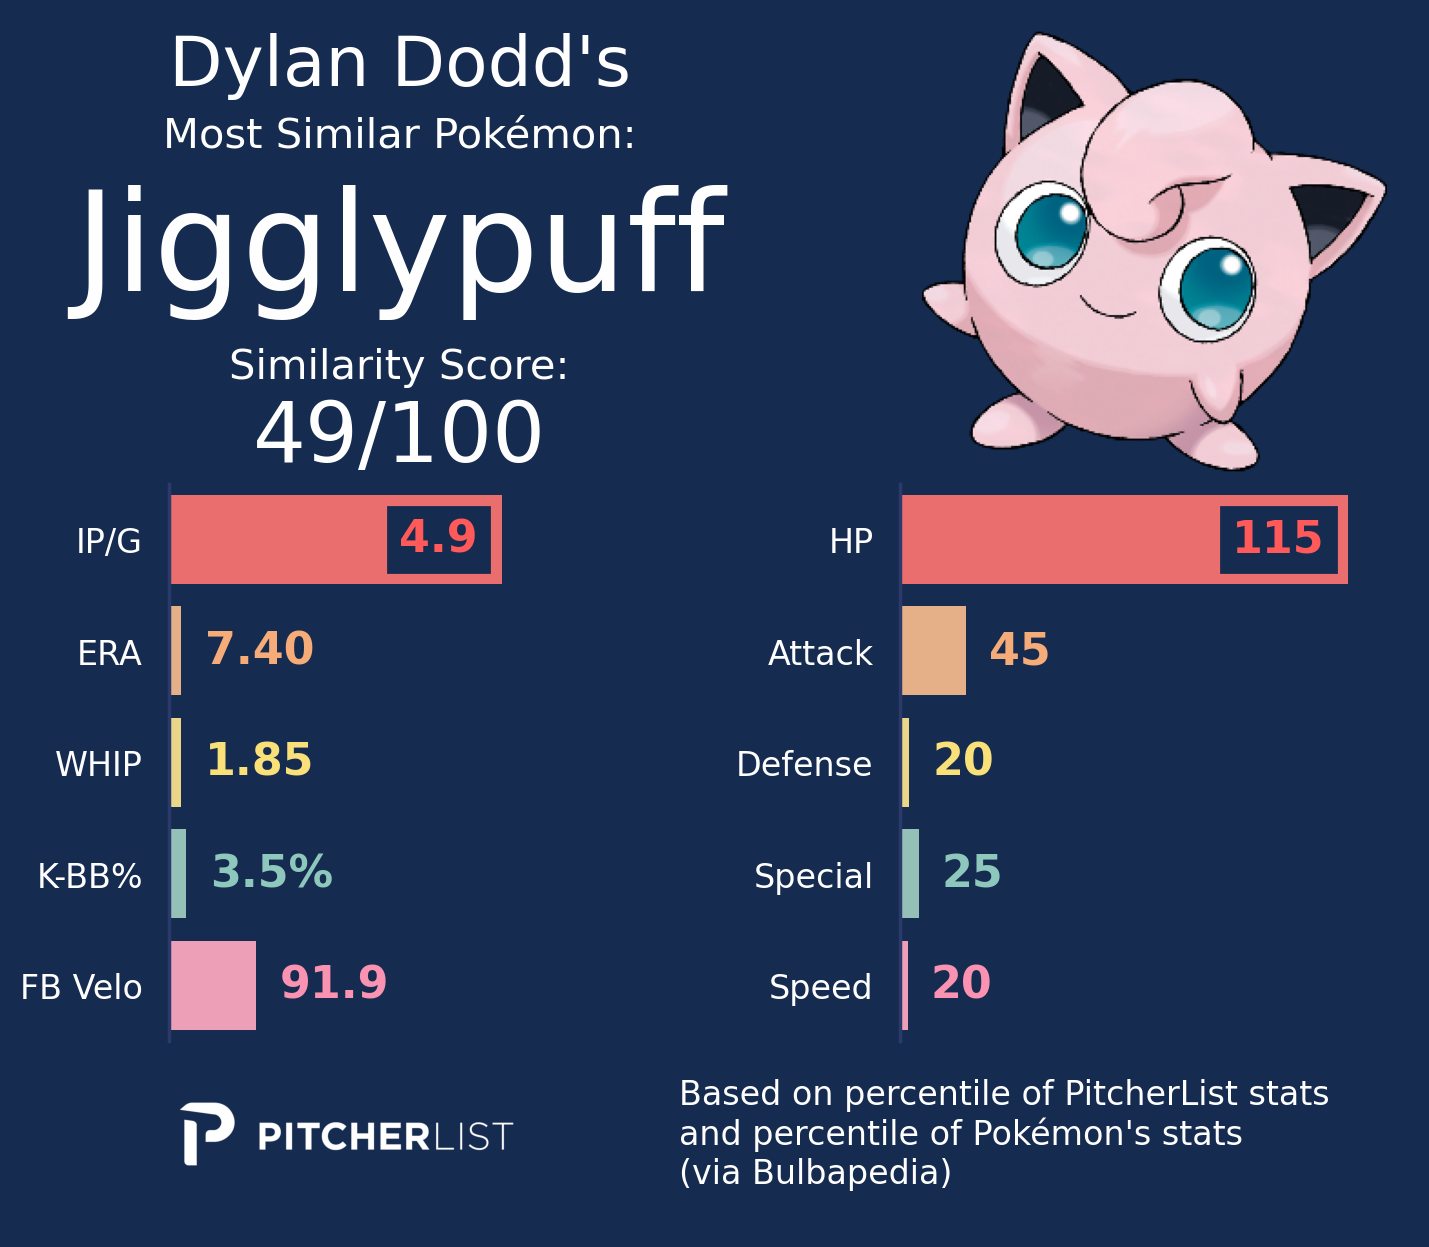 Dylan Dodd's
Most Similar Pokémon:
Jigglypuff
Similarity Score:
49/100
IP/G 4.9
ERA 7.40
WHIP 1.85
K-BB% 3.5%
FB Velo 91.9
HP 115
Attack 45
Defense 20
Special 25
Speed 20
PITCHERLIST
Based on percentile of PitcherList stats
and percentile of Pokémon's stats
(via Bulbapedia)